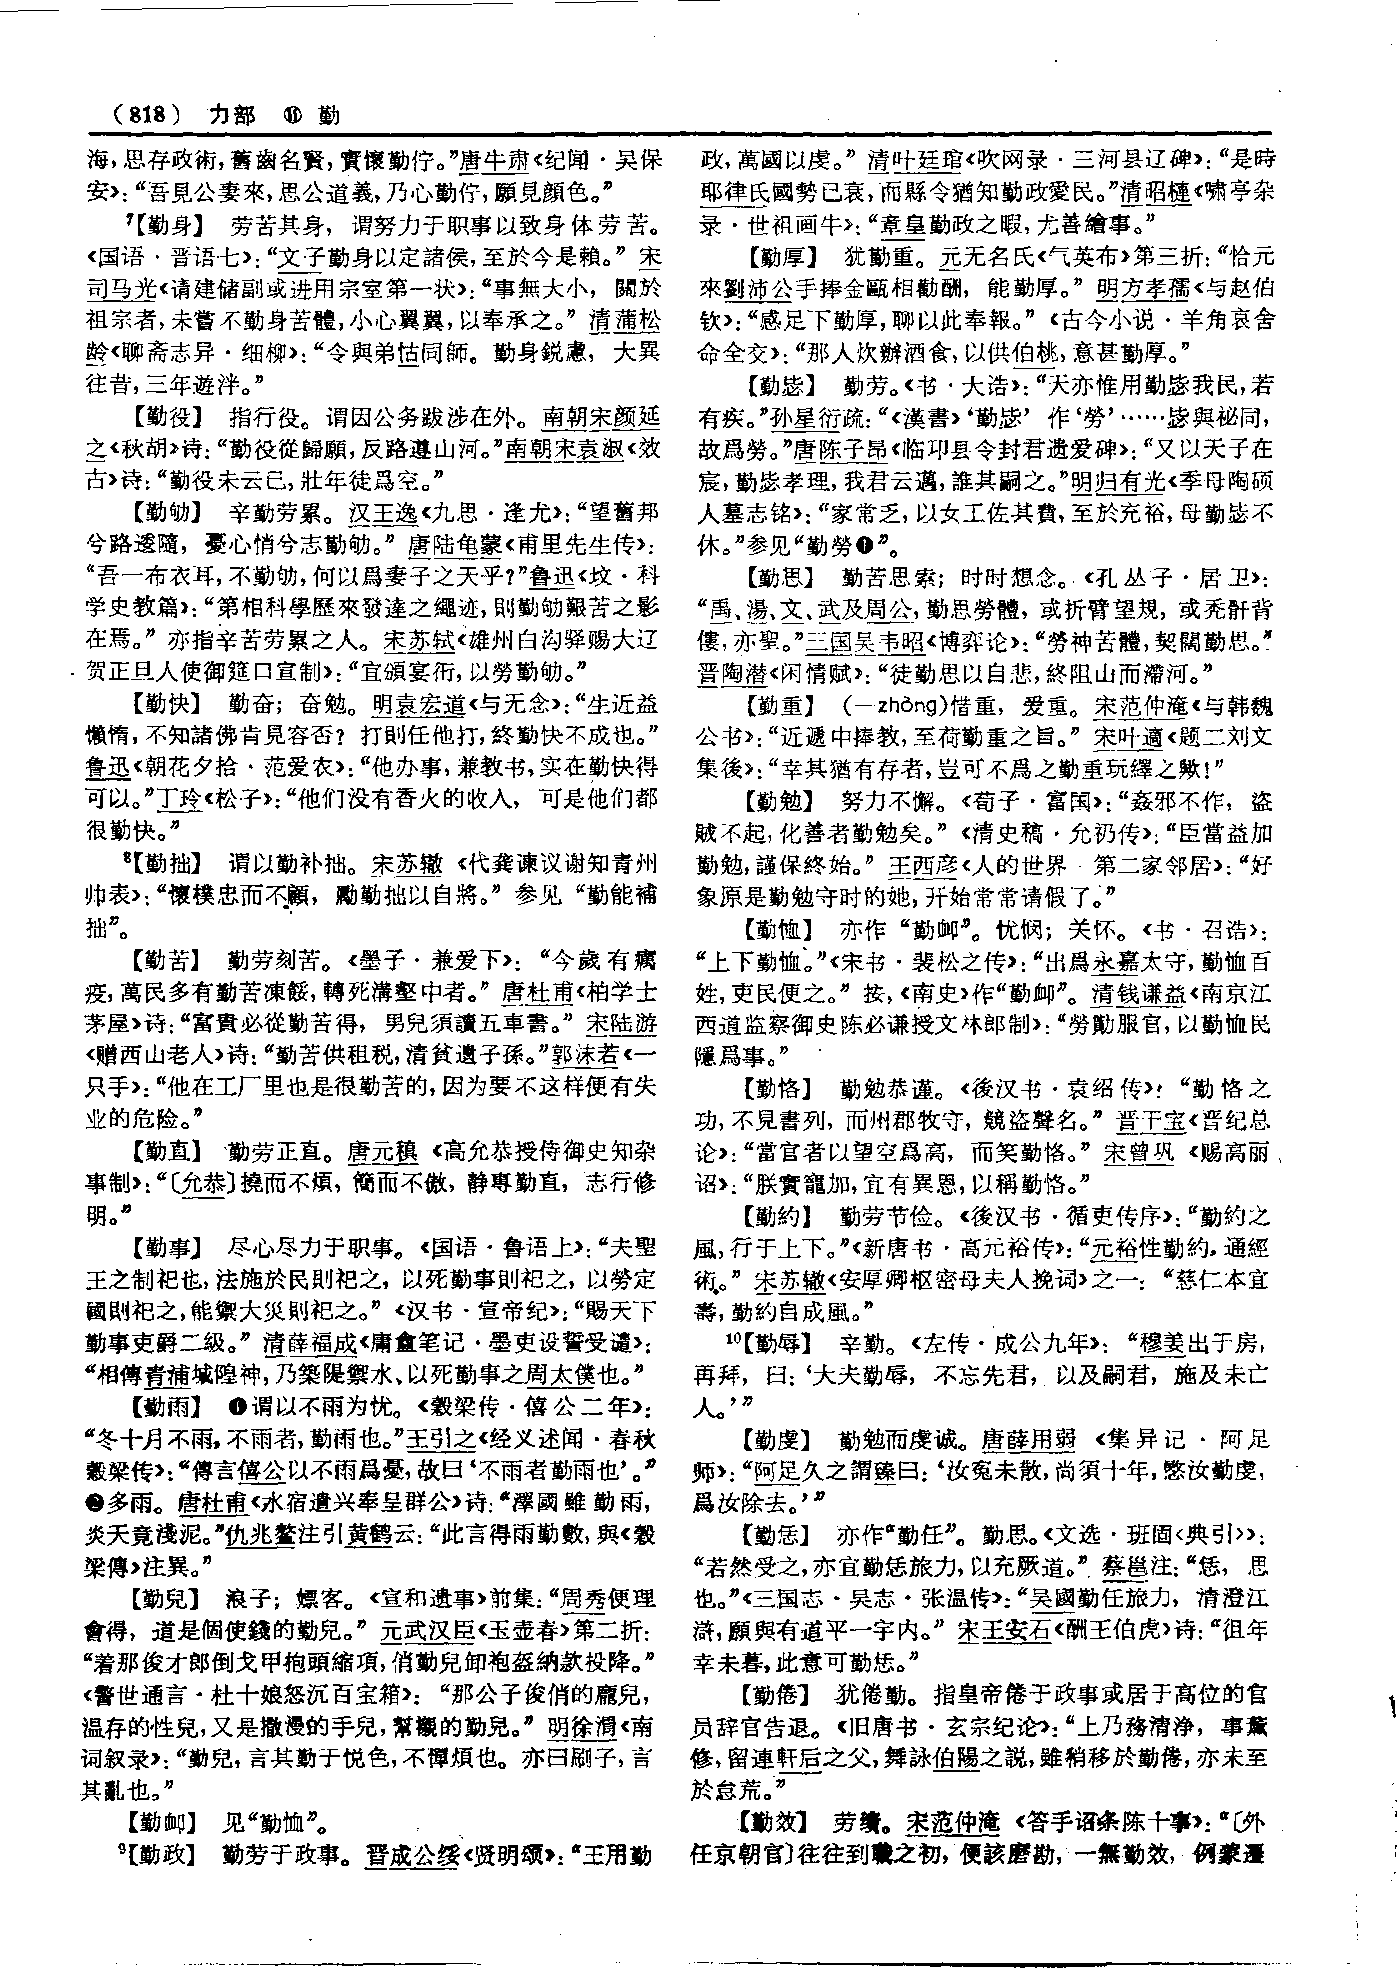 （818） 力部 ⑪ 勤
海，思存政術，舊齒名賢，實懷勤佇。”唐牛肃《纪闻·吴保
安》：“吾見公妻來，思公道義，乃心勤佇，願見顔色。”
⁷【勤身】 劳苦其身，谓努力于职事以致身体劳苦。
《国语·晋语七》：“文子勤身以定諸侯，至於今是賴。” 宋
司马光《请建储副或进用宗室第一状》：“事無大小，關於
祖宗者，未嘗不勤身苦體，小心翼翼，以奉承之。” 清蒲松
龄《聊斋志异·细柳》：“令與弟怙同師。勤身鋭慮，大異
往昔，三年遊泮。”
【勤役】 指行役。谓因公务跋涉在外。南朝宋颜延
之《秋胡》诗：“勤役從歸願，反路遵山河。”南朝宋袁淑《效
古》诗：“勤役未云已，壯年徒爲空。”
【勤劬】 辛勤劳累。汉王逸《九思·逢尤》：“望舊邦
兮路逶隨，憂心悄兮志勤劬。” 唐陆龟蒙《甫里先生传》：
“吾一布衣耳，不勤劬，何以爲妻子之天乎？”鲁迅《坟·科
学史教篇》：“第相科學歷來發達之繩迹，則勤劬艱苦之影
在焉。” 亦指辛苦劳累之人。宋苏轼《雄州白沟驿赐大辽
贺正旦人使御筵口宣制》：“宜頒宴衎，以勞勤劬。”
【勤快】 勤奋；奋勉。明袁宏道《与无念》：“生近益
懶惰，不知諸佛肯見容否？打則任他打，終勤快不成也。”
鲁迅《朝花夕拾·范爱农》：“他办事，兼教书，实在勤快得
可以。”丁玲《松子》：“他们没有香火的收入，可是他们都
很勤快。”
⁸【勤拙】 谓以勤补拙。宋苏辙《代龚谏议谢知青州
帅表》：“懷樸忠而不顧，勵勤拙以自將。” 参见“勤能補
拙”。
【勤苦】 勤劳刻苦。《墨子·兼爱下》：“今歲有癘
疫，萬民多有勤苦凍餒，轉死溝壑中者。” 唐杜甫《柏学士
茅屋》诗：“富貴必從勤苦得，男兒須讀五車書。” 宋陆游
《赠西山老人》诗：“勤苦供租税，清貧遺子孫。”郭沫若《一
只手》：“他在工厂里也是很勤苦的，因为要不这样便有失
业的危险。”
【勤直】 勤劳正直。唐元稹《高允恭授侍御史知杂
事制》：“〔允恭〕撓而不煩，簡而不傲，静專勤直，志行修
明。”
【勤事】 尽心尽力于职事。《国语·鲁语上》：“夫聖
王之制祀也，法施於民則祀之，以死勤事則祀之，以勞定
國則祀之，能禦大災則祀之。” 《汉书·宣帝纪》：“賜天下
勤事吏爵二級。” 清薛福成《庸盦笔记·墨吏设誓受谴》：
“相傳青浦城隍神，乃築隄禦水、以死勤事之周太僕也。”
【勤雨】 ❶谓以不雨为忧。《穀梁传·僖公二年》：
“冬十月不雨，不雨者，勤雨也。”王引之《经义述闻·春秋
穀梁传》：“傳言僖公以不雨爲憂，故曰‘不雨者勤雨也’。”
❷多雨。唐杜甫《水宿遣兴奉呈群公》诗：“澤國雖勤雨，
炎天竟淺泥。”仇兆鳌注引黄鹤云：“此言得雨勤數，與《穀
梁傳》注異。”
【勤兒】 浪子；嫖客。《宣和遗事》前集：“周秀便理
會得，道是個使錢的勤兒。” 元武汉臣《玉壶春》第二折：
“着那俊才郎倒戈甲抱頭縮項，俏勤兒卸袍盔納款投降。”
《警世通言·杜十娘怒沉百宝箱》：“那公子俊俏的龐兒，
温存的性兒，又是撒漫的手兒，幫襯的勤兒。” 明徐渭《南
词叙录》：“勤兒，言其勤于悦色，不憚煩也。亦曰刷子，言
其亂也。”
【勤卹】 见“勤恤”。
⁹【勤政】 勤劳于政事。晋成公绥《贤明颂》：“王用勤
政，萬國以虔。” 清叶廷琯《吹网录·三河县辽碑》：“是時
耶律氏國勢已衰，而縣令猶知勤政愛民。”清昭槤《啸亭杂
录·世祖画牛》：“章皇勤政之暇，尤善繪事。”
【勤厚】 犹勤重。元无名氏《气英布》第三折：“恰元
來劉沛公手捧金甌相勸酬，能勤厚。” 明方孝孺《与赵伯
钦》：“感足下勤厚，聊以此奉報。” 《古今小说·羊角哀舍
命全交》：“那人炊辦酒食，以供伯桃，意甚勤厚。”
【勤毖】 勤劳。《书·大诰》：“天亦惟用勤毖我民，若
有疾。”孙星衍疏：“《漢書》‘勤毖’作‘勞’……毖與祕同，
故爲勞。”唐陈子昂《临邛县令封君遗爱碑》：“又以天子在
宸，勤毖孝理，我君云邁，誰其嗣之。”明归有光《季母陶硕
人墓志铭》：“家常乏，以女工佐其費，至於充裕，母勤毖不
休。”参见“勤勞❶”。
【勤思】 勤苦思索；时时想念。《孔丛子·居卫》：
“禹、湯、文、武及周公，勤思勞體，或折臂望規，或禿骭背
僂，亦聖。”三国吴韦昭《博弈论》：“勞神苦體，契闊勤思。”
晋陶潜《闲情赋》：“徒勤思以自悲，終阻山而滯河。”
【勤重】 （－zhòng）惜重，爱重。宋范仲淹《与韩魏
公书》：“近遞中捧教，至荷勤重之旨。” 宋叶適《题二刘文
集後》：“幸其猶有存者，豈可不爲之勤重玩繹之歟！”
【勤勉】 努力不懈。《荀子·富国》：“姦邪不作，盜
賊不起，化善者勤勉矣。” 《清史稿·允礽传》：“臣當益加
勤勉，謹保終始。” 王西彦《人的世界·第二家邻居》：“好
象原是勤勉守时的她，开始常常请假了。”
【勤恤】 亦作“勤卹”。忧悯；关怀。《书·召诰》：
“上下勤恤。”《宋书·裴松之传》：“出爲永嘉太守，勤恤百
姓，吏民便之。” 按，《南史》作“勤卹”。清钱谦益《南京江
西道监察御史陈必谦授文林郎制》：“勞勩服官，以勤恤民
隱爲事。”
【勤恪】 勤勉恭谨。《後汉书·袁绍传》：“勤恪之
功，不見書列，而州郡牧守，競盜聲名。” 晋干宝《晋纪总
论》：“當官者以望空爲高，而笑勤恪。” 宋曾巩《赐高丽
诏》：“朕實寵加，宜有異恩，以稱勤恪。”
【勤約】 勤劳节俭。《後汉书·循吏传序》：“勤約之
風，行于上下。”《新唐书·高元裕传》：“元裕性勤約，通經
術。” 宋苏辙《安厚卿枢密母夫人挽词》之一：“慈仁本宜
壽，勤約自成風。”
¹⁰【勤辱】 辛勤。《左传·成公九年》：“穆姜出于房，
再拜，曰：‘大夫勤辱，不忘先君，以及嗣君，施及未亡
人。’”
【勤虔】 勤勉而虔诚。唐薛用弱《集异记·阿足
师》：“阿足久之謂臻曰：‘汝冤未散，尚須十年，愍汝勤虔，
爲汝除去。’”
【勤恁】 亦作“勤任”。勤思。《文选·班固〈典引〉》：
“若然受之，亦宜勤恁旅力，以充厥道。” 蔡邕注：“恁，思
也。”《三国志·吴志·张温传》：“吴國勤任旅力，清澄江
滸，願與有道平一宇内。” 宋王安石《酬王伯虎》诗：“徂年
幸未暮，此意可勤恁。”
【勤倦】 犹倦勤。指皇帝倦于政事或居于高位的官
员辞官告退。《旧唐书·玄宗纪论》：“上乃務清浄，事薰
修，留連軒后之父，舞詠伯陽之説，雖稍移於勤倦，亦未至
於怠荒。”
【勤效】 劳绩。宋范仲淹《答手诏条陈十事》：“〔外
任京朝官〕往往到職之初，便該磨勘，一無勤效，例蒙遷